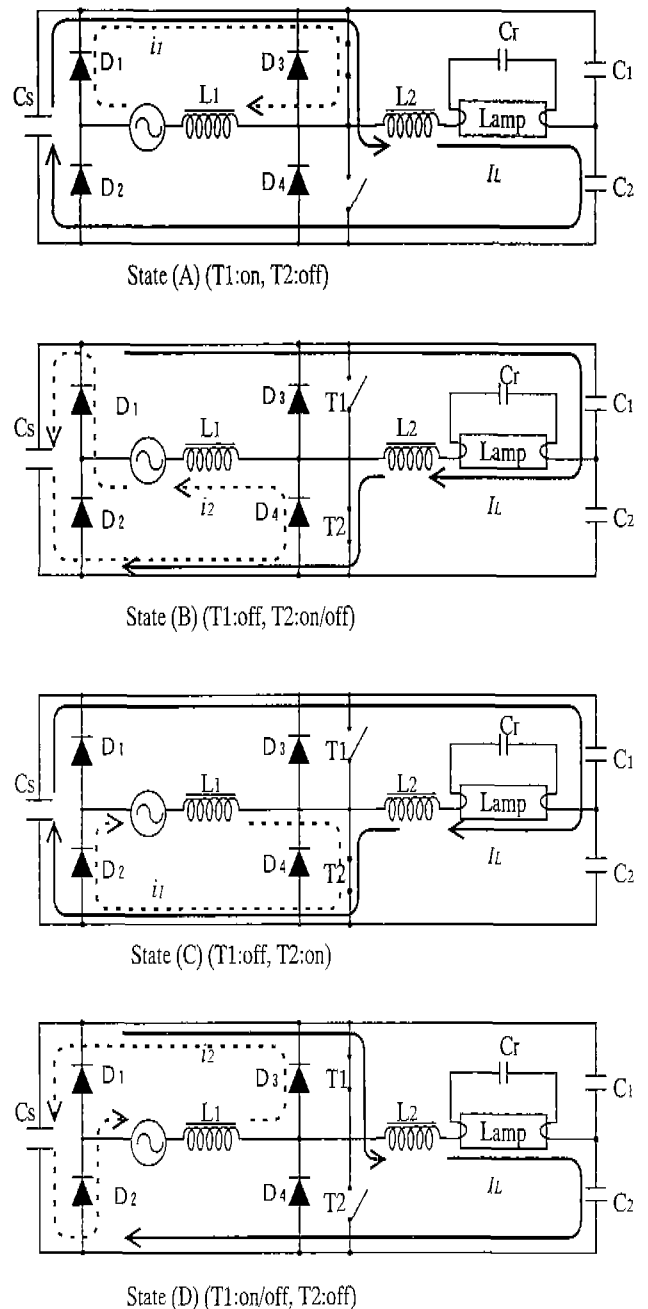 Cr
i1
D1
D3
C1
Cs
L1
L2
Lamp
D2
D4
IL
C2
State (A) (T1:on, T2:off)
Cr
D1
D3
T1
C1
Cs
L1
L2
Lamp
D2
i2
D4
T2
IL
C2
State (B) (T1:off, T2:on/off)
Cr
D1
D3
T1
C1
Cs
L1
L2
Lamp
D2
i1
D4
T2
IL
C2
State (C) (T1:off, T2:on)
i2
Cr
D1
D3
T1
C1
Cs
L1
L2
Lamp
D2
D4
T2
IL
C2
State (D) (T1:on/off, T2:off)